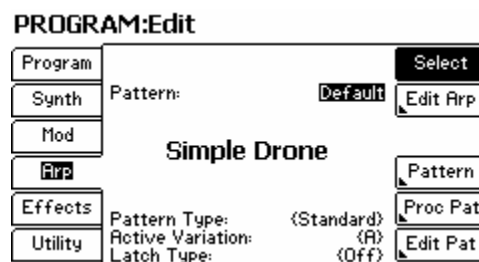 PROGRAM:Edit
Program
Select
Synth
Pattern:
Default
Edit Arp
Mod
Simple Drone
Arp
Pattern
Effects
Pattern Type:
(Standard)
Proc Pat
Utility
Active Variation:
(A)
Edit Pat
Latch Type:
(Off)